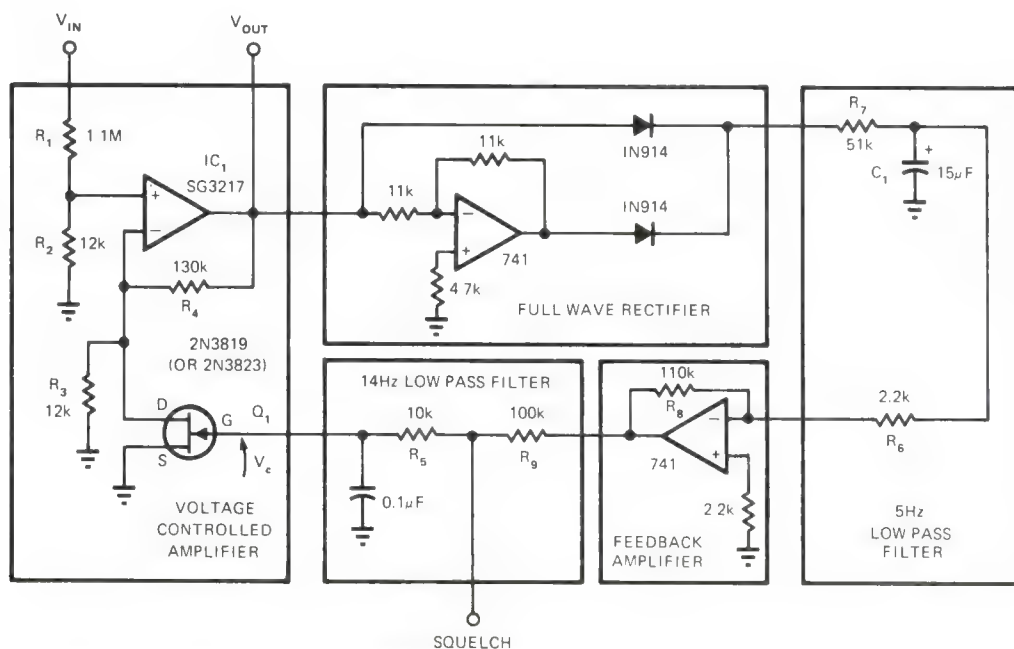 V_IN
V_OUT
R1
1 1M
IC1
SG3217
+
−
R2
12k
130k
R4
2N3819
(OR 2N3823)
R3
12k
D
G
Q1
S
Vc
VOLTAGE
CONTROLLED
AMPLIFIER
IN914
11k
11k
IN914
−
+
741
4 7k
FULL WAVE RECTIFIER
R7
51k
C1
+
15μF
14Hz LOW PASS FILTER
10k
R5
100k
R9
0.1μF
110k
R8
−
+
741
2 2k
FEEDBACK
AMPLIFIER
2.2k
R6
5Hz
LOW PASS
FILTER
SQUELCH